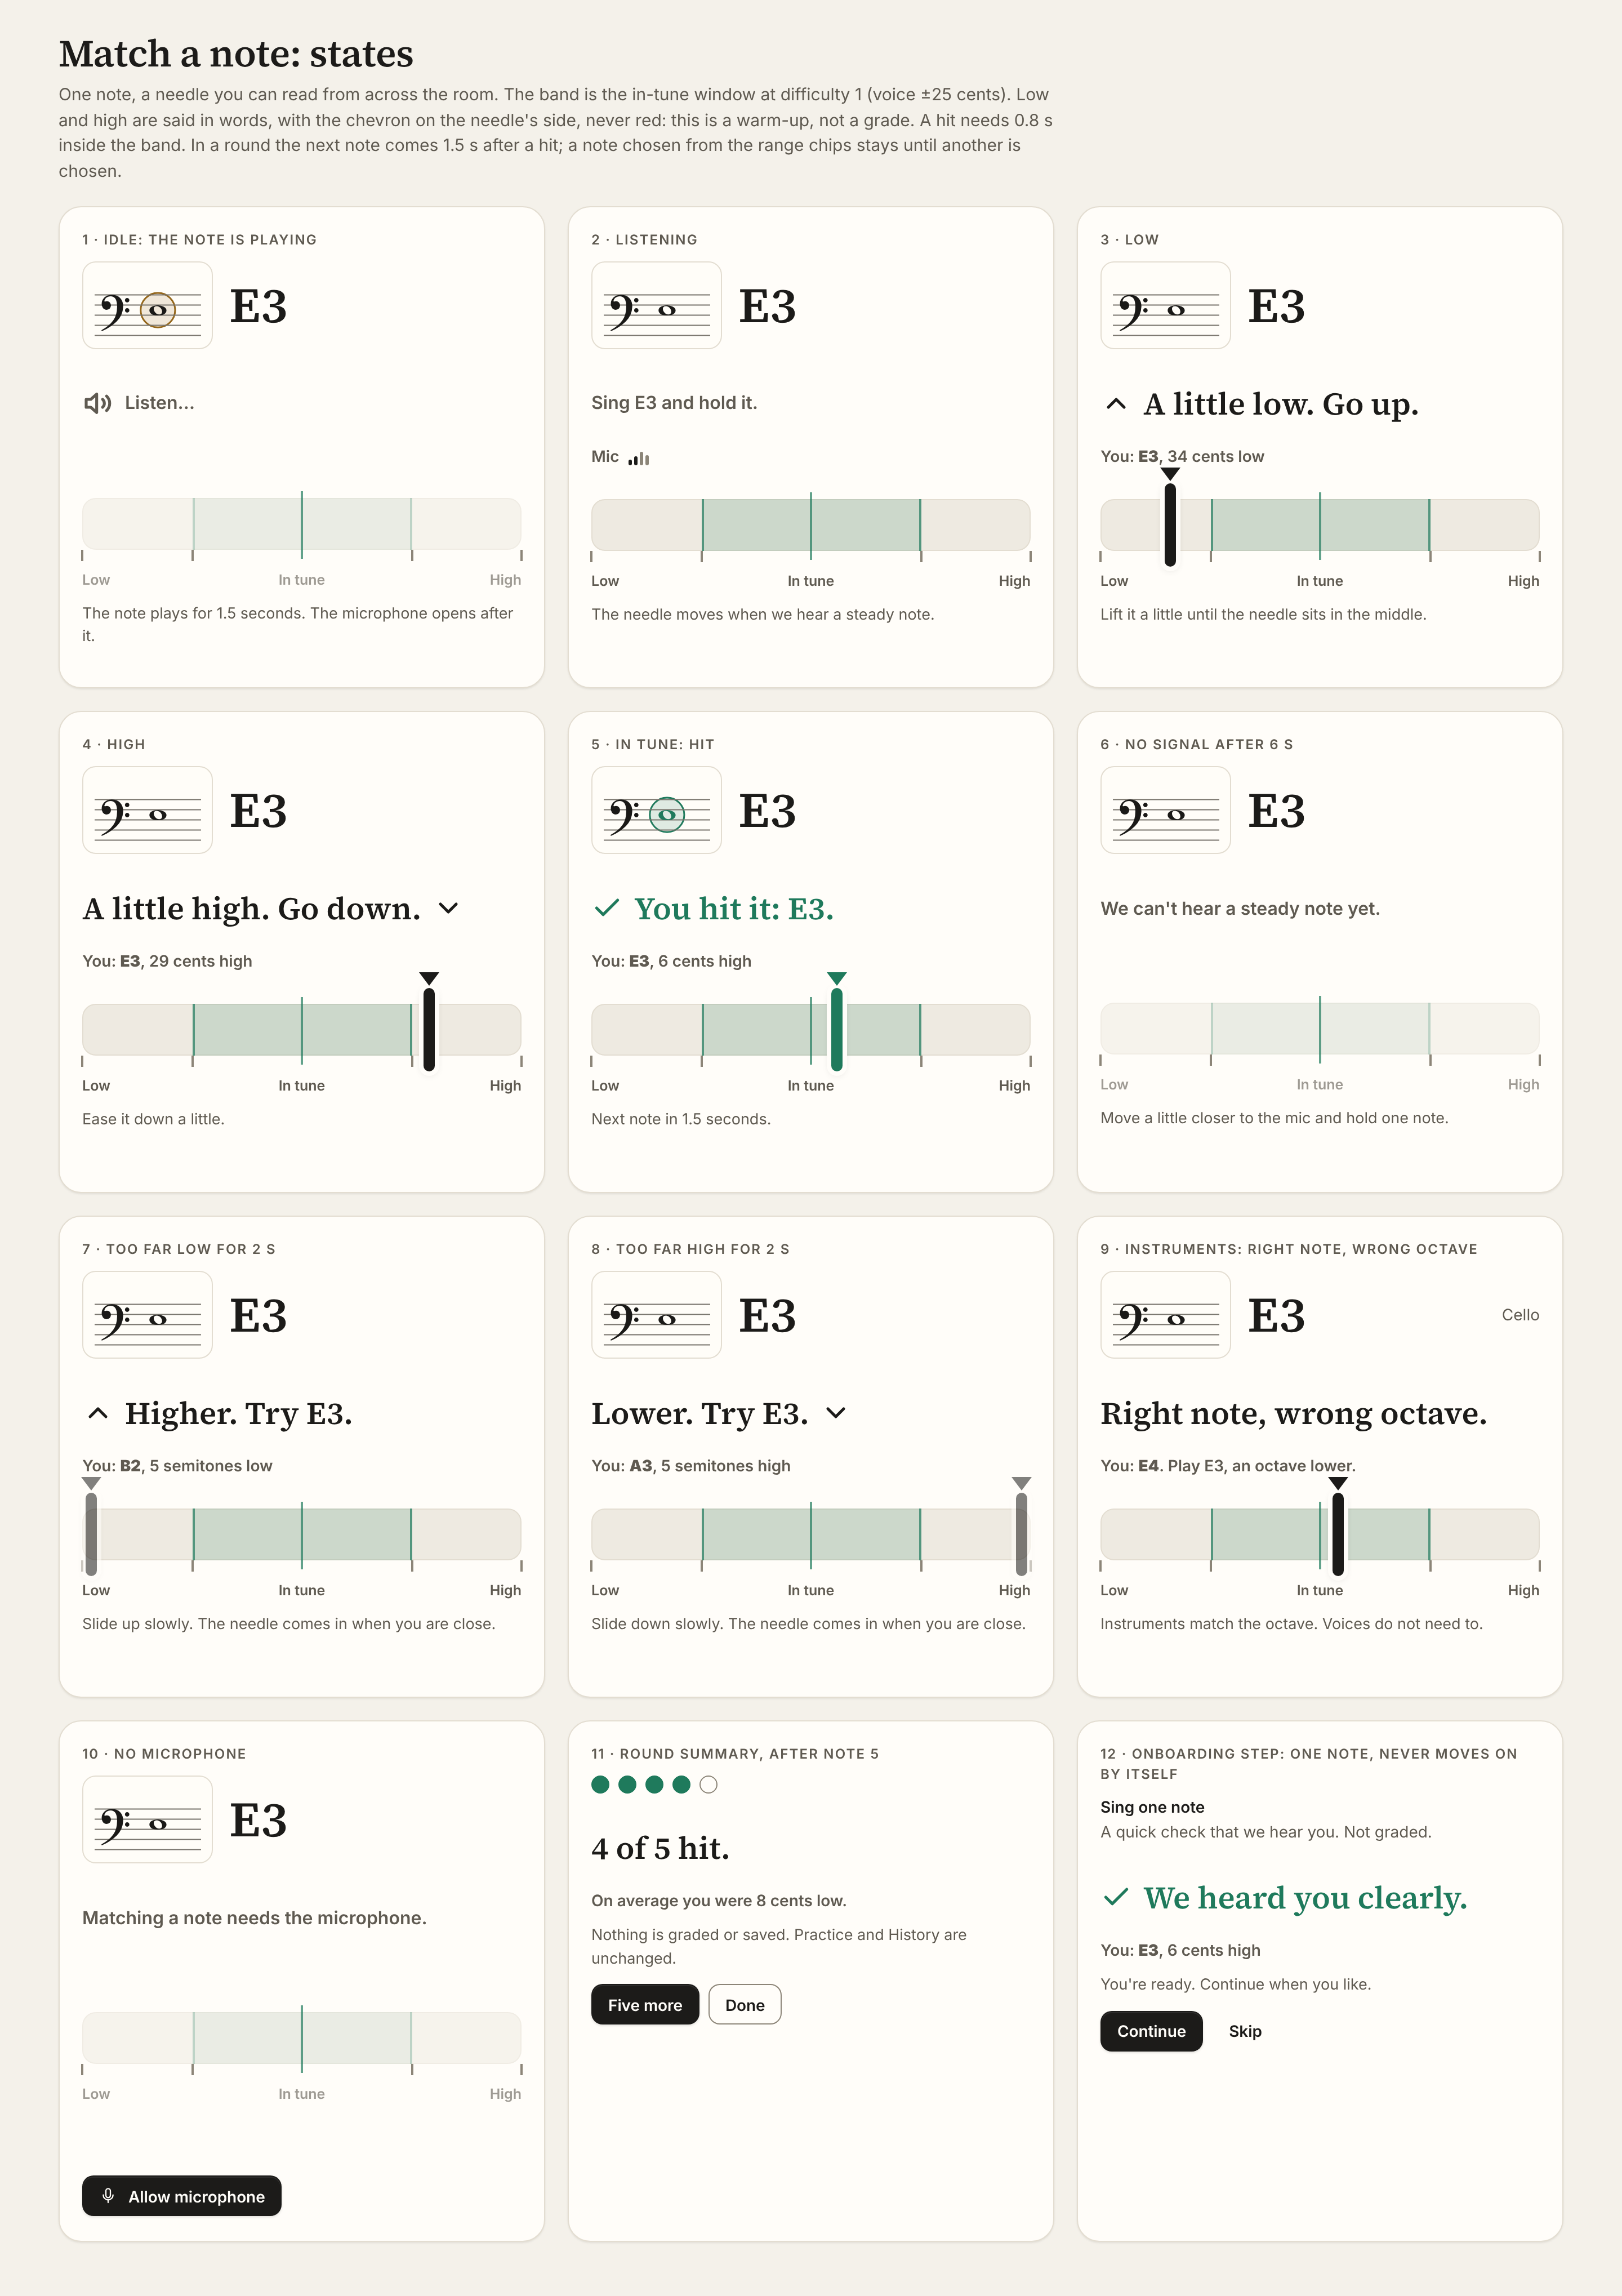 Match a note: states
One note, a needle you can read from across the room. The band is the in-tune window at difficulty 1 (voice ±25 cents). Low
and high are said in words, with the chevron on the needle's side, never red: this is a warm-up, not a grade. A hit needs 0.8 s
inside the band. In a round the next note comes 1.5 s after a hit; a note chosen from the range chips stays until another is
chosen.
1 · IDLE: THE NOTE IS PLAYING
E3
Listen...
Low In tune High
The note plays for 1.5 seconds. The microphone opens after
it.
2 · LISTENING
E3
Sing E3 and hold it.
Mic
Low In tune High
The needle moves when we hear a steady note.
3 · LOW
E3
A little low. Go up.
You: E3, 34 cents low
Low In tune High
Lift it a little until the needle sits in the middle.
4 · HIGH
E3
A little high. Go down.
You: E3, 29 cents high
Low In tune High
Ease it down a little.
5 · IN TUNE: HIT
E3
You hit it: E3.
You: E3, 6 cents high
Low In tune High
Next note in 1.5 seconds.
6 · NO SIGNAL AFTER 6 S
E3
We can't hear a steady note yet.
Low In tune High
Move a little closer to the mic and hold one note.
7 · TOO FAR LOW FOR 2 S
E3
Higher. Try E3.
You: B2, 5 semitones low
Low In tune High
Slide up slowly. The needle comes in when you are close.
8 · TOO FAR HIGH FOR 2 S
E3
Lower. Try E3.
You: A3, 5 semitones high
Low In tune High
Slide down slowly. The needle comes in when you are close.
9 · INSTRUMENTS: RIGHT NOTE, WRONG OCTAVE
E3 Cello
Right note, wrong octave.
You: E4. Play E3, an octave lower.
Low In tune High
Instruments match the octave. Voices do not need to.
10 · NO MICROPHONE
E3
Matching a note needs the microphone.
Low In tune High
Allow microphone
11 · ROUND SUMMARY, AFTER NOTE 5
4 of 5 hit.
On average you were 8 cents low.
Nothing is graded or saved. Practice and History are
unchanged.
Five more Done
12 · ONBOARDING STEP: ONE NOTE, NEVER MOVES ON
BY ITSELF
Sing one note
A quick check that we hear you. Not graded.
We heard you clearly.
You: E3, 6 cents high
You're ready. Continue when you like.
Continue Skip